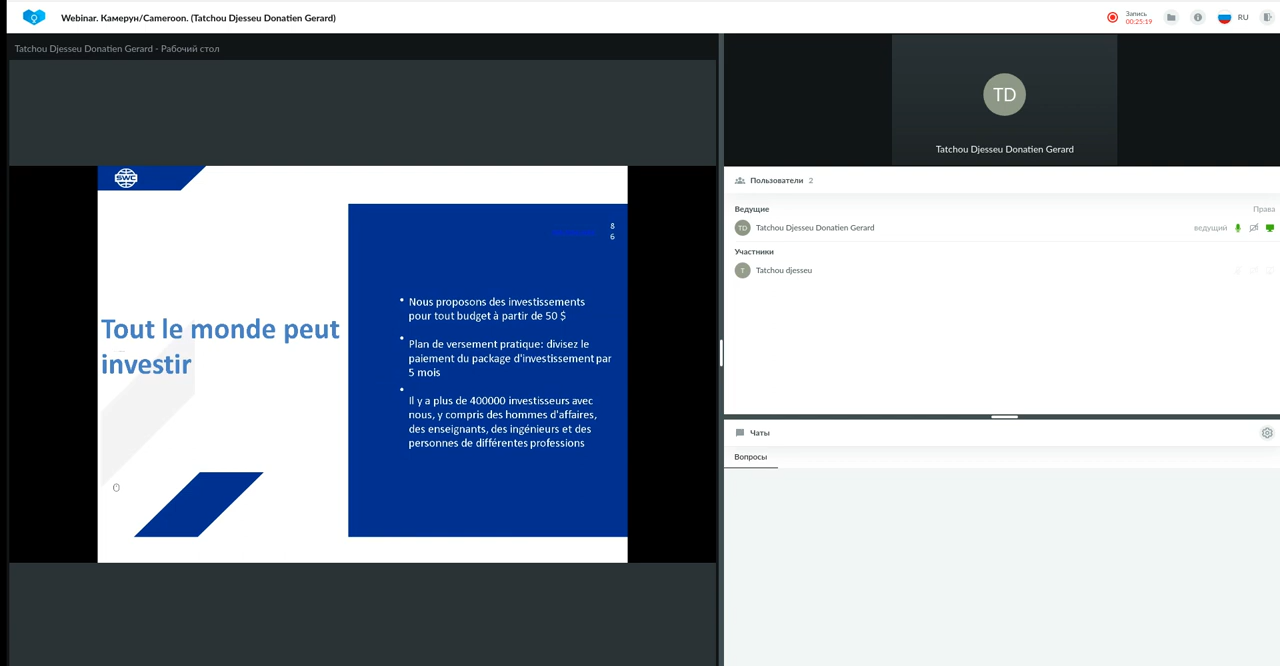 Webinar. Камерун/Cameroon. (Tatchou Djesseu Donatien Gerard)
Запись
00:25:19
RU
Tatchou Djesseu Donatien Gerard - Рабочий стол
SWC
8
6
Tout le monde peut
investir
• Nous proposons des investissements
pour tout budget à partir de 50 $
• Plan de versement pratique: divisez le
paiement du package d'investissement par
5 mois
• Il y a plus de 400000 investisseurs avec
nous, y compris des hommes d'affaires,
des enseignants, des ingénieurs et des
personnes de différentes professions
TD
Tatchou Djesseu Donatien Gerard
Пользователи 2
Ведущие Права
TD Tatchou Djesseu Donatien Gerard ведущий
Участники
T Tatchou djesseu
Чаты
Вопросы